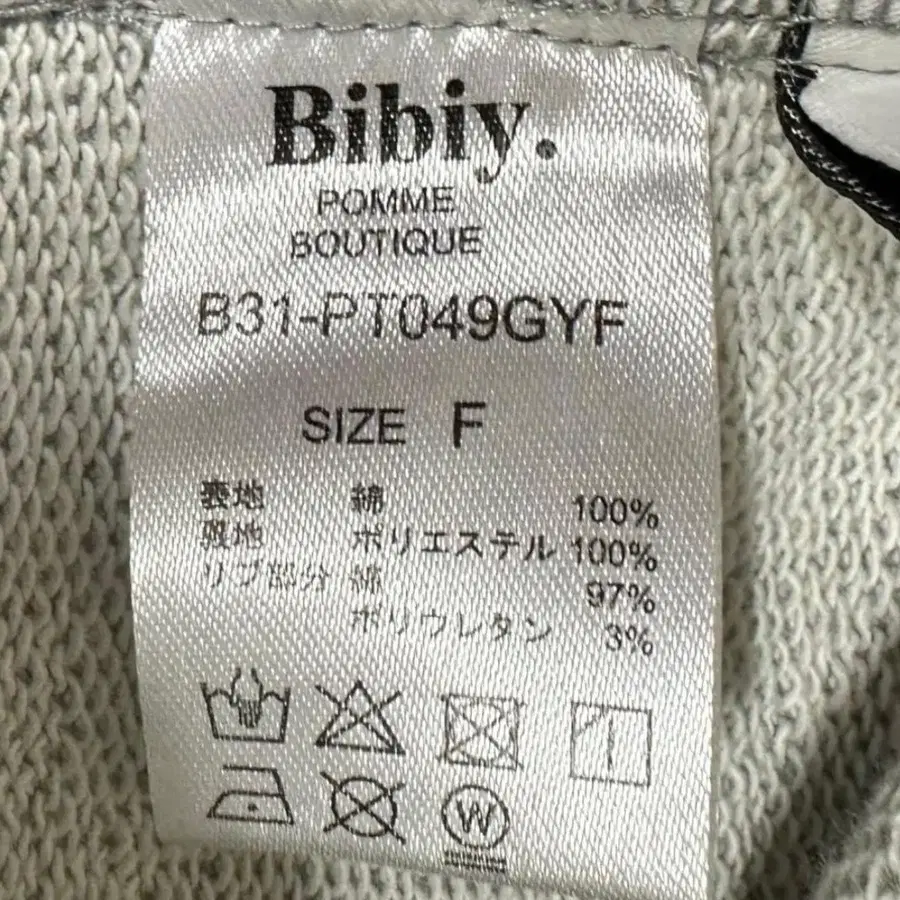 Bibiy.
POMME
BOUTIQUE
B31-PT049GYF
SIZE F
表地 綿 100%
裏地 ポリエステル 100%
リブ部分 綿 97%
ポリウレタン 3%
W